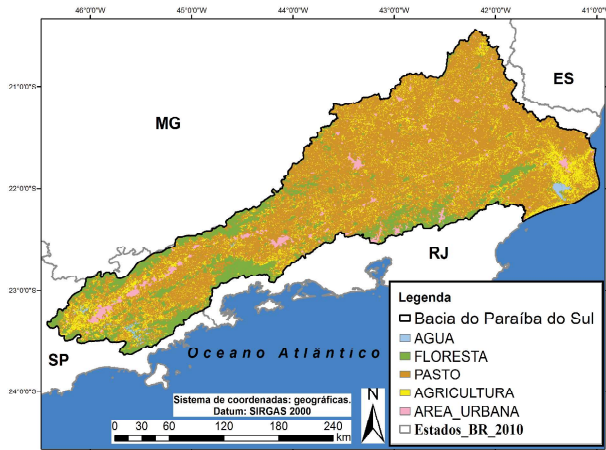 46°0'0"W 45°0'0"W 44°0'0"W 43°0'0"W 42°0'0"W 41°0'0"W
21°0'0"S
22°0'0"S
23°0'0"S
24°0'0"S
ES
MG
RJ
SP
Oceano Atlântico
Legenda
Bacia do Paraíba do Sul
AGUA
FLORESTA
PASTO
AGRICULTURA
AREA_URBANA
Estados_BR_2010
Sistema de coordenadas: geográficas.
Datum: SIRGAS 2000
0 30 60 120 180 240
km
N